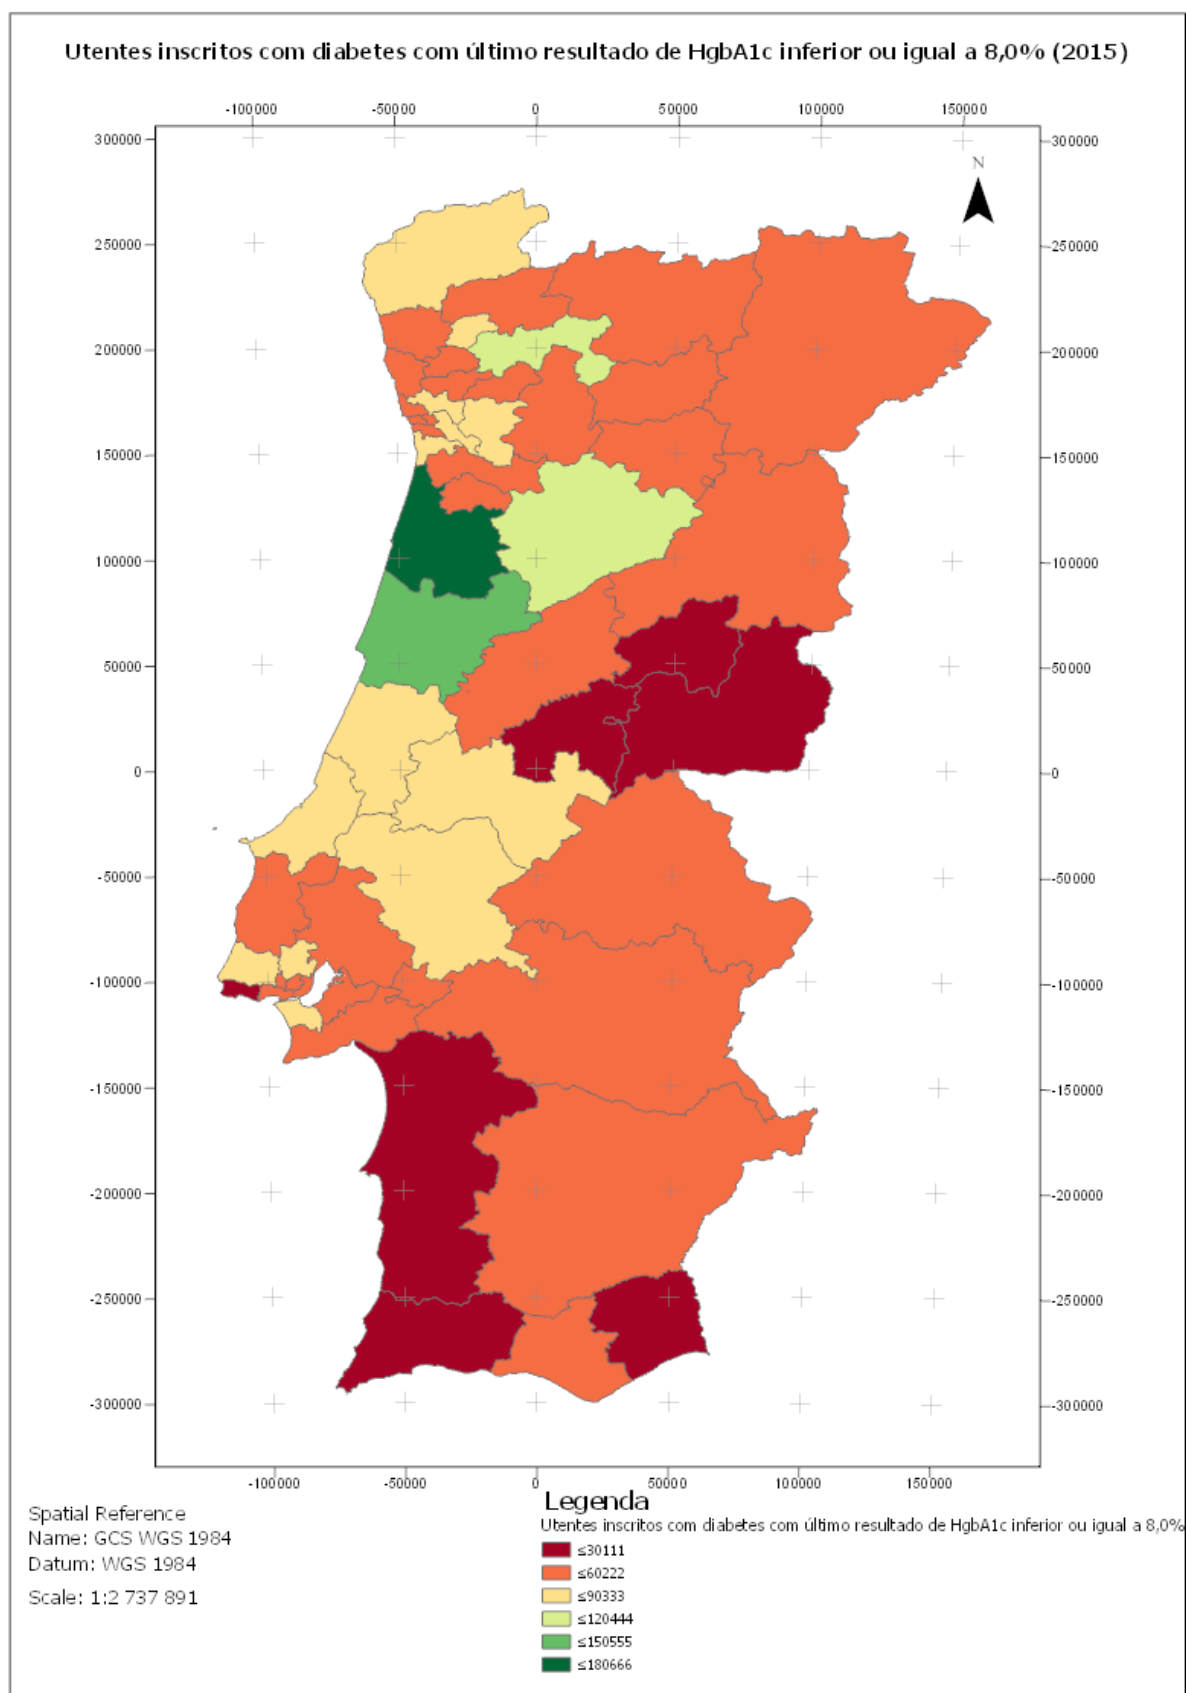 Utentes inscritos com diabetes com último resultado de HgbA1c inferior ou igual a 8,0% (2015)
-100000 -50000 0 50000 100000 150000
300000 300000
N
250000 250000
200000 200000
150000 150000
100000 100000
50000 50000
0 0
-50000 -50000
-100000 -100000
-150000 -150000
-200000 -200000
-250000 -250000
-300000 -300000
-100000 -50000 0 50000 100000 150000
Legenda
Spatial Reference
Name: GCS WGS 1984
Datum: WGS 1984
Scale: 1:2 737 891
Utentes inscritos com diabetes com último resultado de HgbA1c inferior ou igual a 8,0%
≤30111
≤60222
≤90333
≤120444
≤150555
≤180666